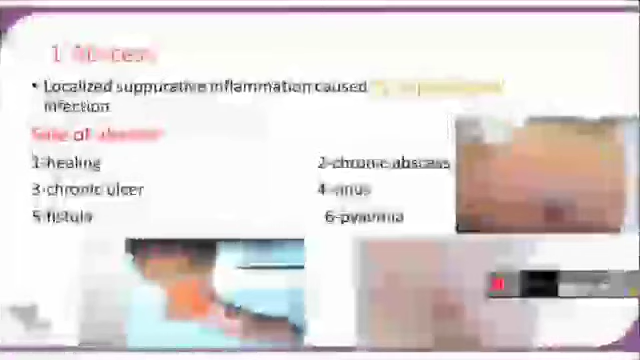 1 Abscess
• Localized suppurative inflammation caused
infection
Fate of abscess
1-healing 2-chronic abscess
3-chronic ulcer 4-sinus
5-fistula 6-pyaemia